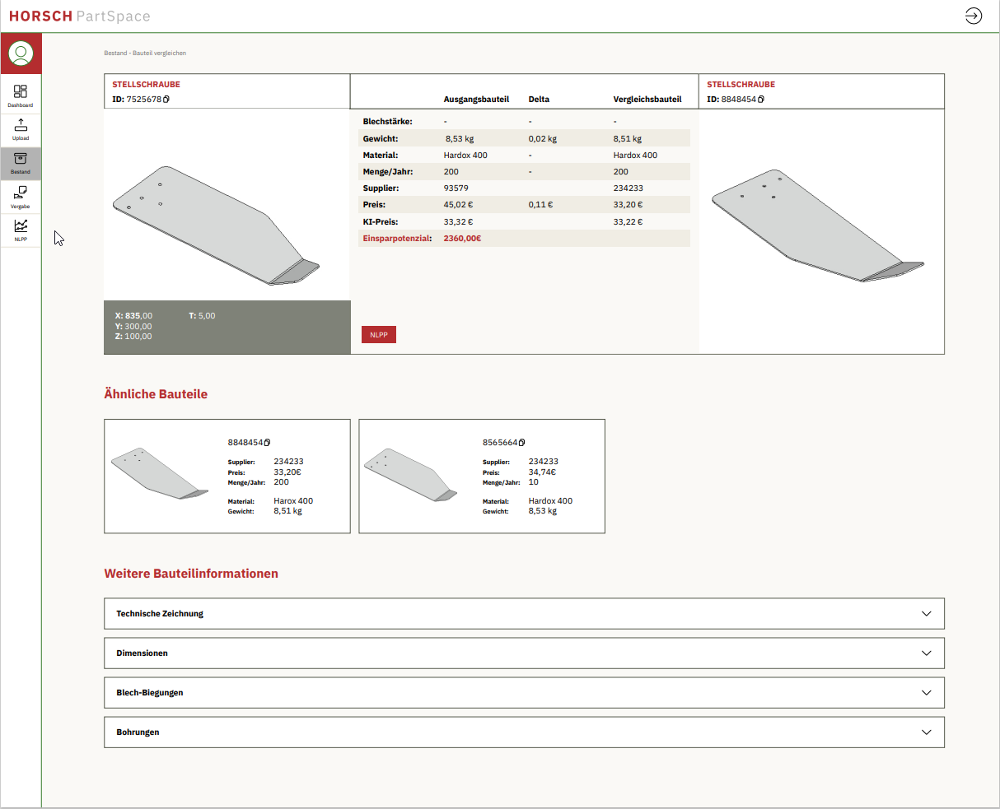 HORSCH PartSpace
Dashboard
Upload
Bestand
Vergabe
NLPP
Bestand - Bauteil vergleichen
STELLSCHRAUBE
ID: 7525678
Ausgangsbauteil Delta Vergleichsbauteil
STELLSCHRAUBE
ID: 8848454
Blechstärke: - - -
Gewicht: 8,53 kg 0,02 kg 8,51 kg
Material: Hardox 400 - Hardox 400
Menge/Jahr: 200 - 200
Supplier: 93579 234233
Preis: 45,02 € 0,11 € 33,20 €
KI-Preis: 33,32 € 33,22 €
Einsparpotenzial: 2360,00€
X: 835,00 T: 5,00
Y: 300,00
Z: 100,00
NLPP
Ähnliche Bauteile
8848454
Supplier: 234233
Preis: 33,20€
Menge/Jahr: 200
Material: Harox 400
Gewicht: 8,51 kg
8565664
Supplier: 234233
Preis: 34,74€
Menge/Jahr: 10
Material: Hardox 400
Gewicht: 8,53 kg
Weitere Bauteilinformationen
Technische Zeichnung
Dimensionen
Blech-Biegungen
Bohrungen